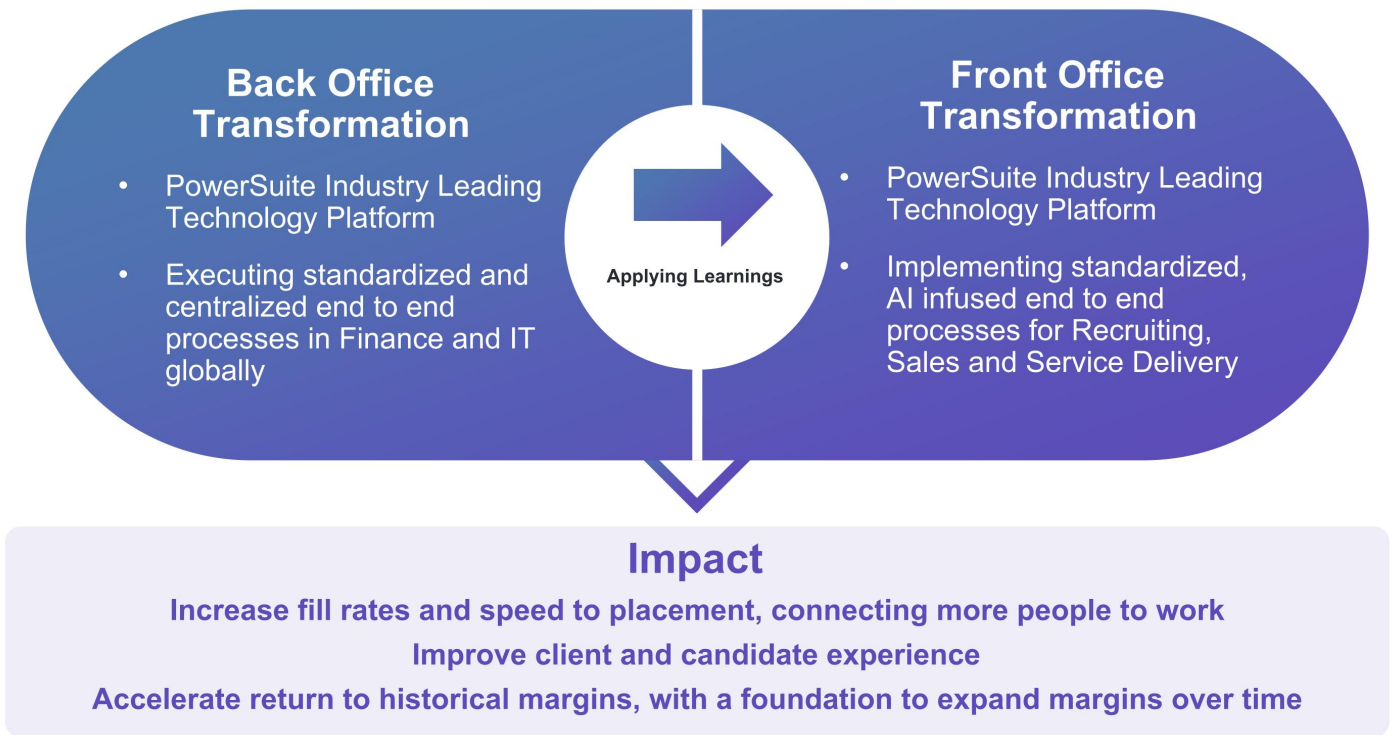 Back Office
Transformation
• PowerSuite Industry Leading
Technology Platform
• Executing standardized and
centralized end to end
processes in Finance and IT
globally
Applying Learnings
Front Office
Transformation
• PowerSuite Industry Leading
Technology Platform
• Implementing standardized,
AI infused end to end
processes for Recruiting,
Sales and Service Delivery
Impact
Increase fill rates and speed to placement, connecting more people to work
Improve client and candidate experience
Accelerate return to historical margins, with a foundation to expand margins over time